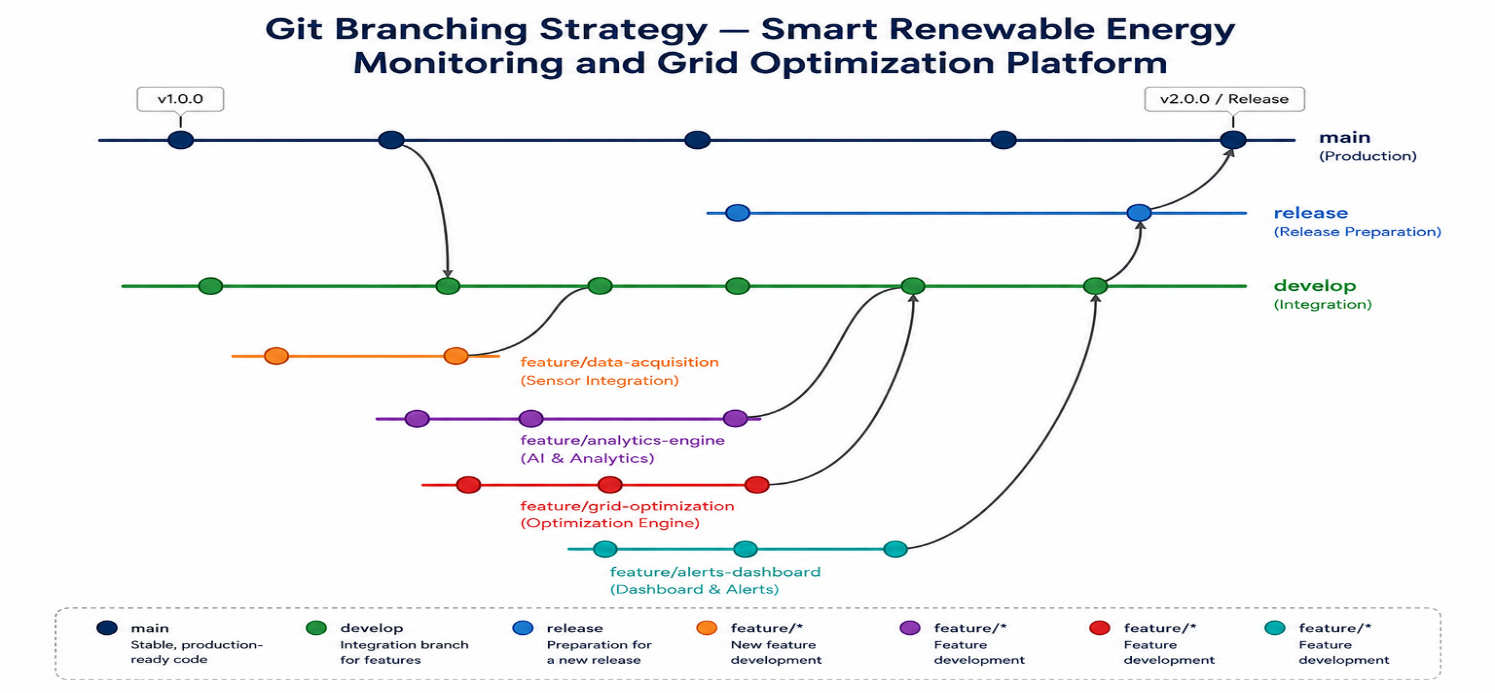 Git Branching Strategy — Smart Renewable Energy
Monitoring and Grid Optimization Platform
v1.0.0
v2.0.0 / Release
main
(Production)
release
(Release Preparation)
develop
(Integration)
feature/data-acquisition
(Sensor Integration)
feature/analytics-engine
(AI & Analytics)
feature/grid-optimization
(Optimization Engine)
feature/alerts-dashboard
(Dashboard & Alerts)
main
Stable, production-
ready code
develop
Integration branch
for features
release
Preparation for
a new release
feature/*
New feature
development
feature/*
Feature
development
feature/*
Feature
development
feature/*
Feature
development